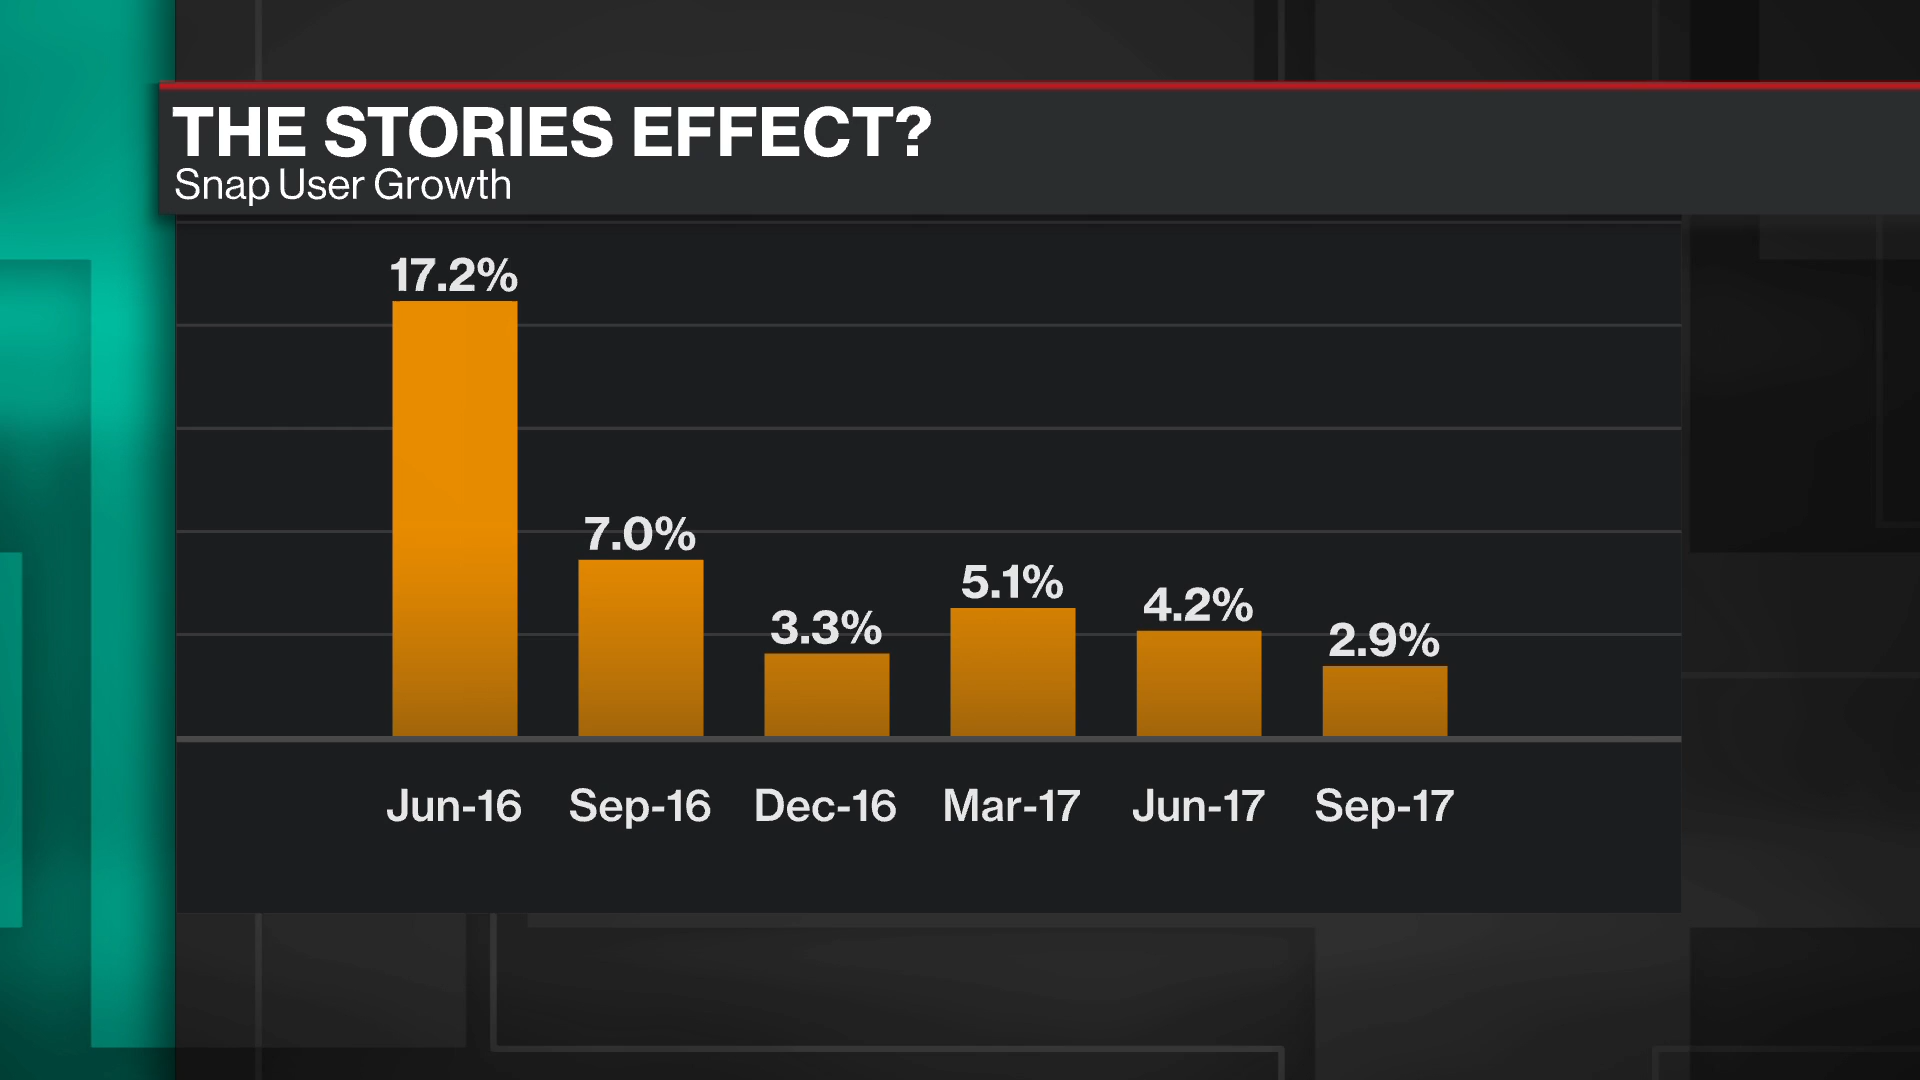 THE STORIES EFFECT?
Snap User Growth
17.2%
7.0%
3.3%
5.1%
4.2%
2.9%
Jun-16 Sep-16 Dec-16 Mar-17 Jun-17 Sep-17